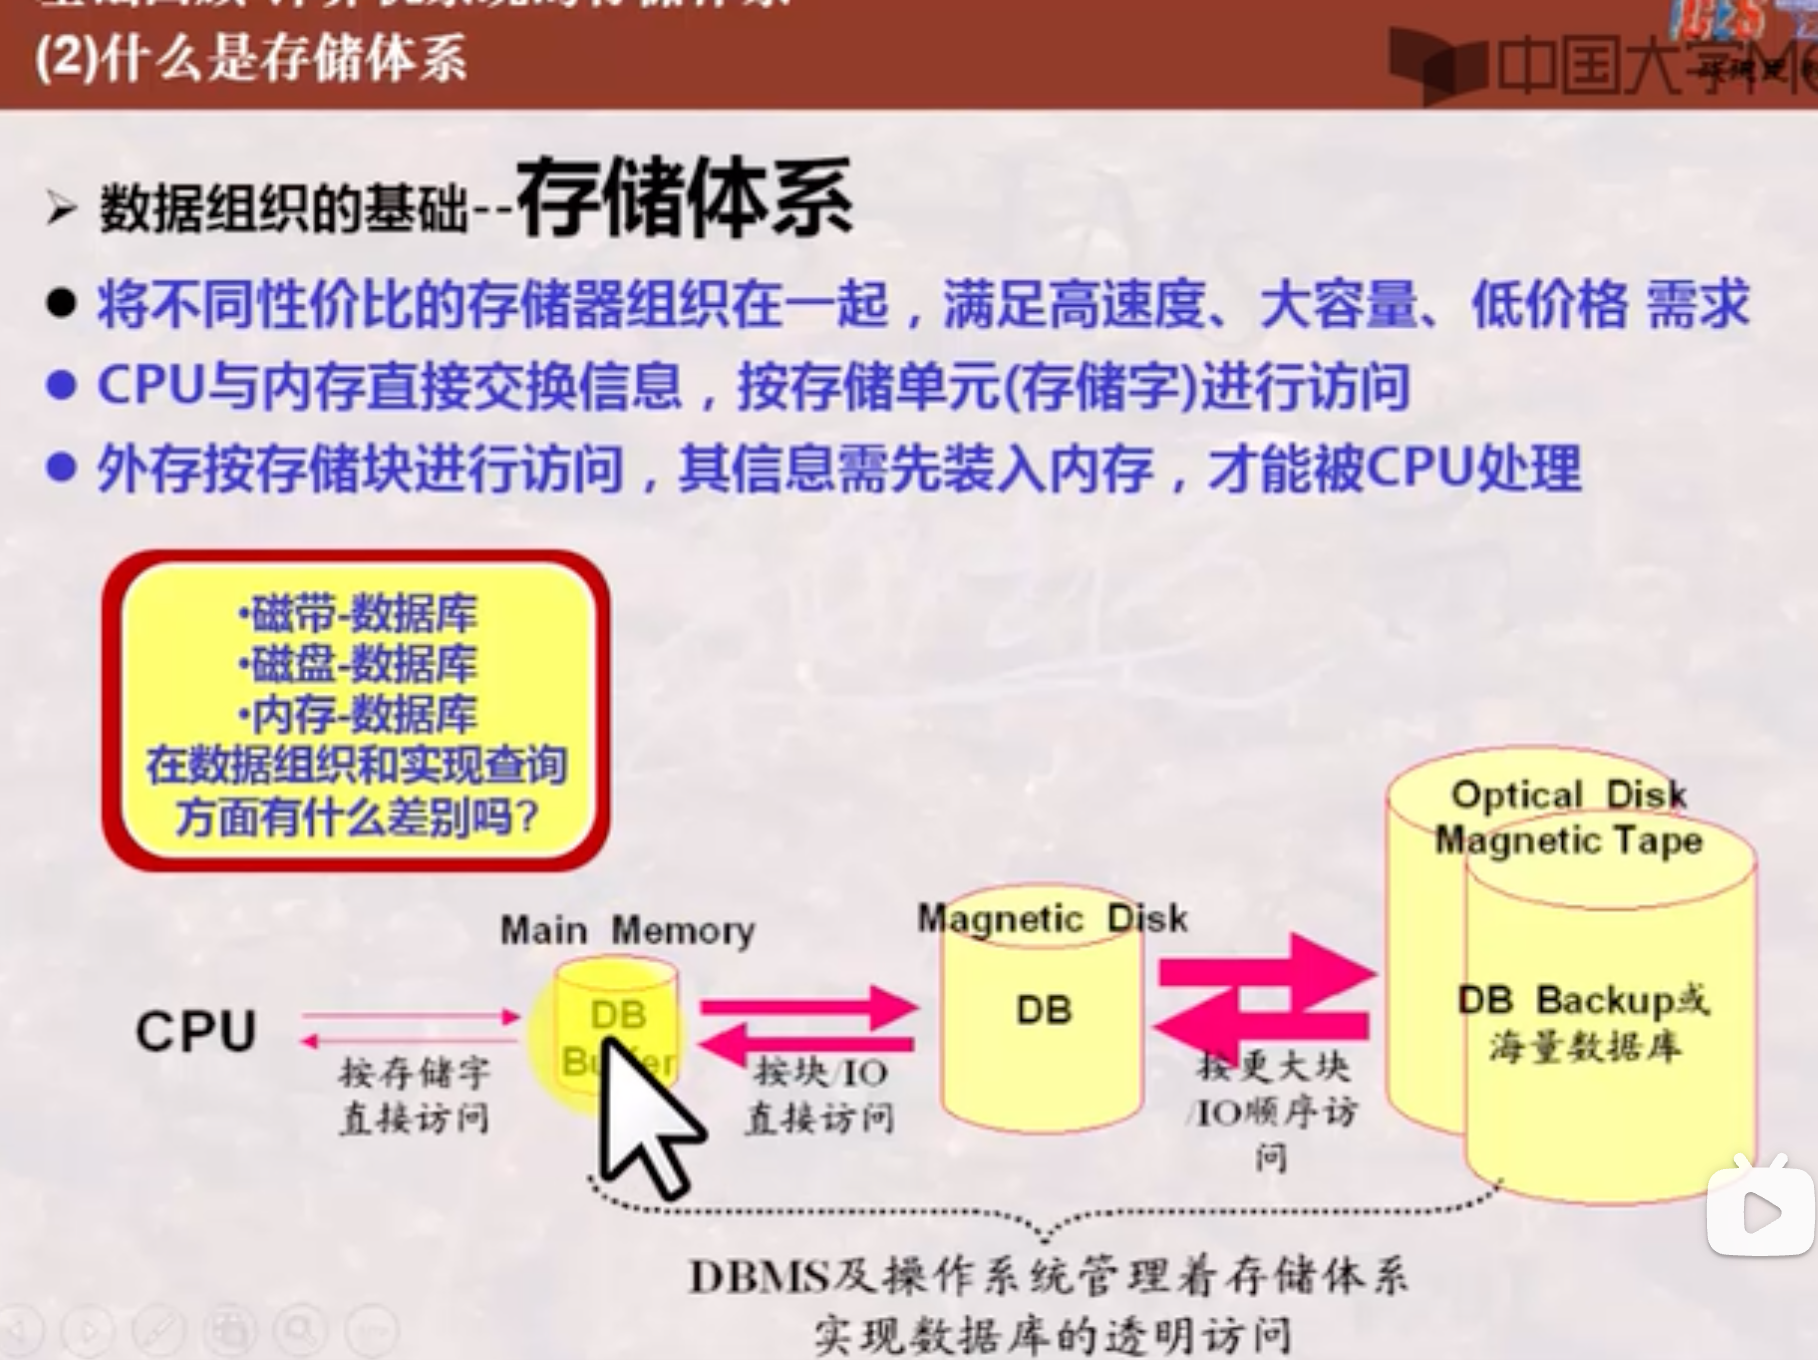 (2)什么是存储体系
中国大学MO
数据组织的基础--存储体系
将不同性价比的存储器组织在一起，满足高速度、大容量、低价格 需求
CPU与内存直接交换信息，按存储单元(存储字)进行访问
外存按存储块进行访问，其信息需先装入内存，才能被CPU处理
•磁带-数据库
•磁盘-数据库
•内存-数据库
在数据组织和实现查询
方面有什么差别吗？
Optical Disk
Magnetic Tape
Main Memory
Magnetic Disk
CPU
DB
Buffer
DB
DB Backup或
海量数据库
按存储字
直接访问
按块/IO
直接访问
按更大块
/IO顺序访
问
DBMS及操作系统管理着存储体系
实现数据库的透明访问